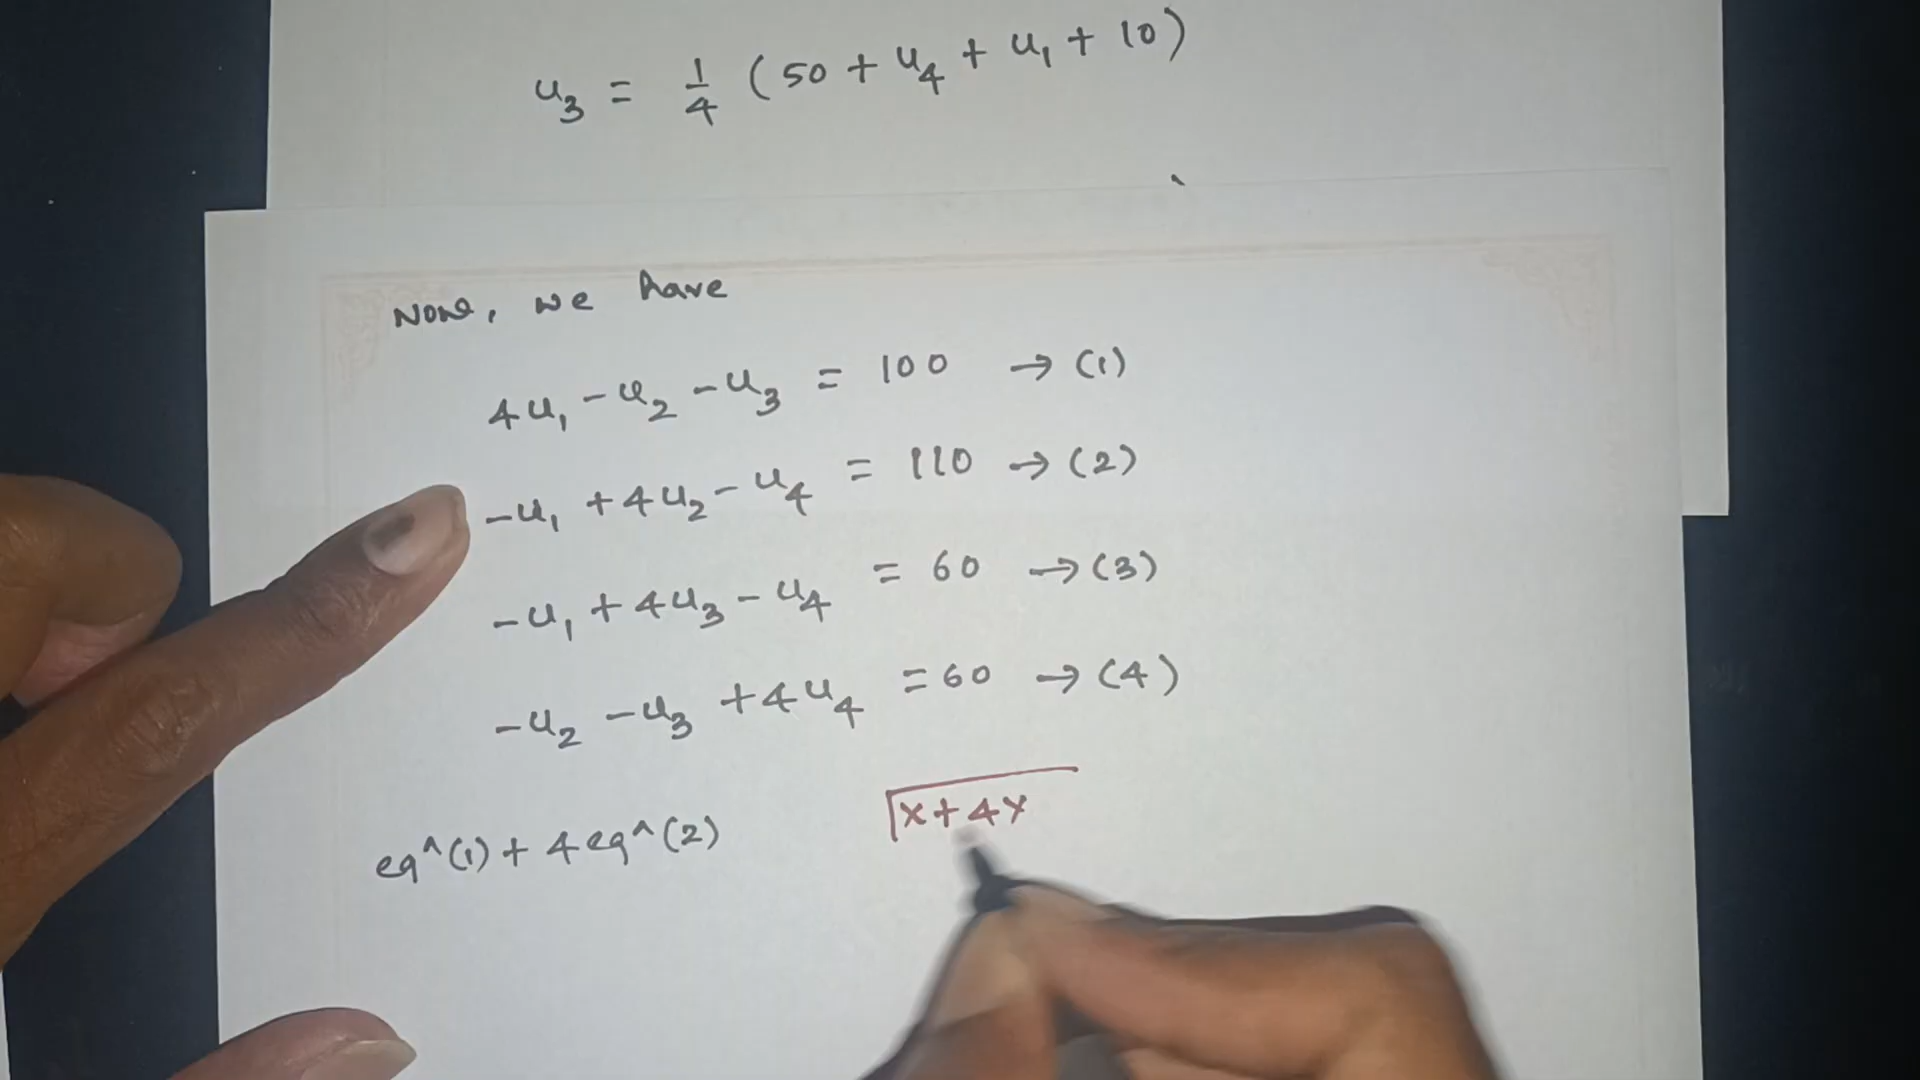 u₃ = 1/4 (50 + u₄ + u₁ + 10)
Now, we have
4u₁ - u₂ - u₃ = 100 → (1)
-u₁ + 4u₂ - u₄ = 110 → (2)
-u₁ + 4u₃ - u₄ = 60 → (3)
-u₂ - u₃ + 4u₄ = 60 → (4)
x + 4y
eq^(1) + 4eq^(2)